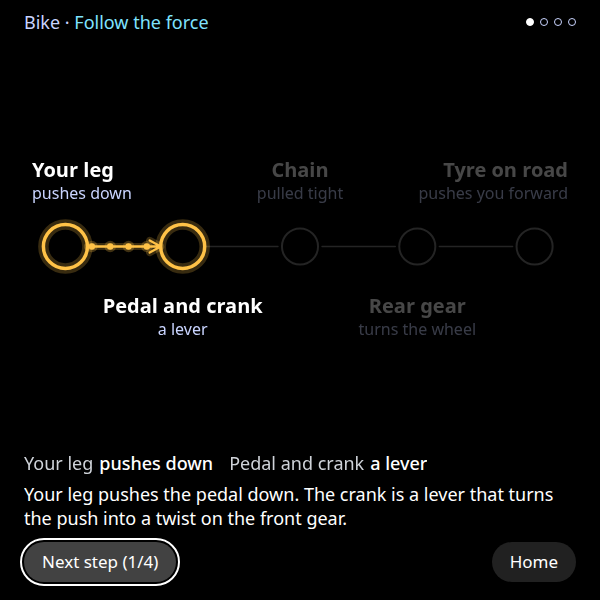 Bike · Follow the force
Your leg
pushes down
Chain
pulled tight
Tyre on road
pushes you forward
Pedal and crank
a lever
Rear gear
turns the wheel
Your leg pushes down Pedal and crank a lever
Your leg pushes the pedal down. The crank is a lever that turns
the push into a twist on the front gear.
Next step (1/4)
Home